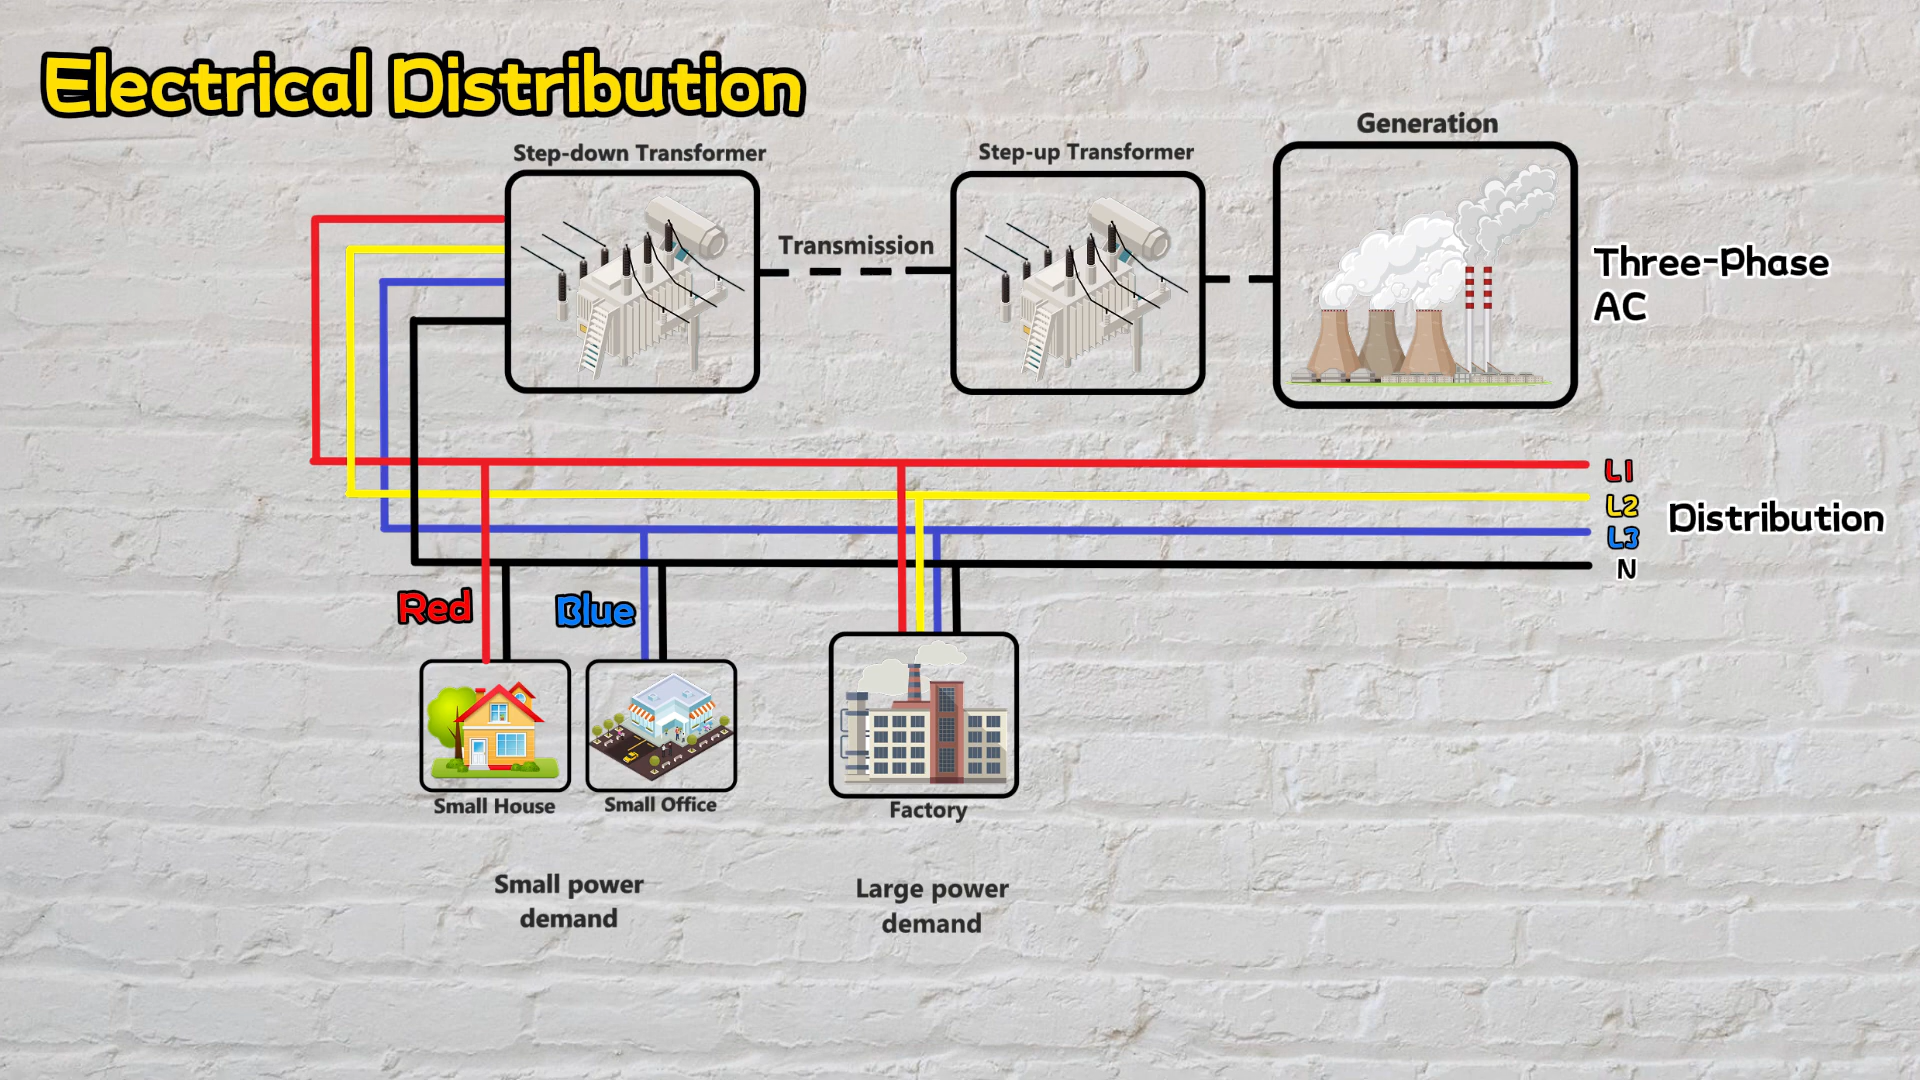 Electrical Distribution
Generation
Step-down Transformer
Step-up Transformer
Transmission
Three-Phase
AC
L1
L2
L3
N
Distribution
Red
Blue
Small House
Small Office
Factory
Small power
demand
Large power
demand